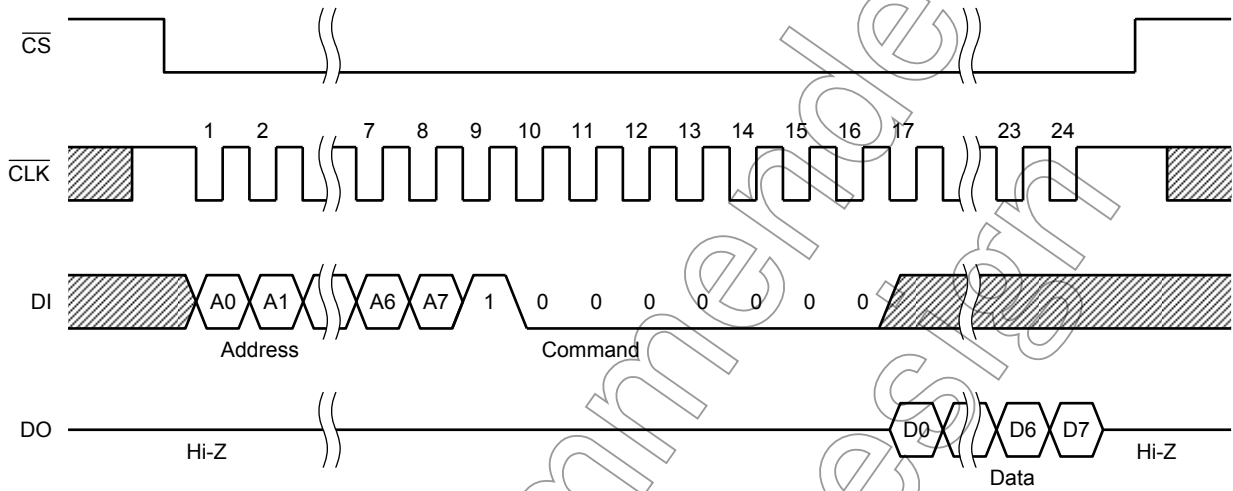 CS
1 2 7 8 9 10 11 12 13 14 15 16 17 23 24
CLK
DI A0 A1 A6 A7 1 0 0 0 0 0 0 0
Address Command
DO D0 D6 D7
Hi-Z Hi-Z
Data